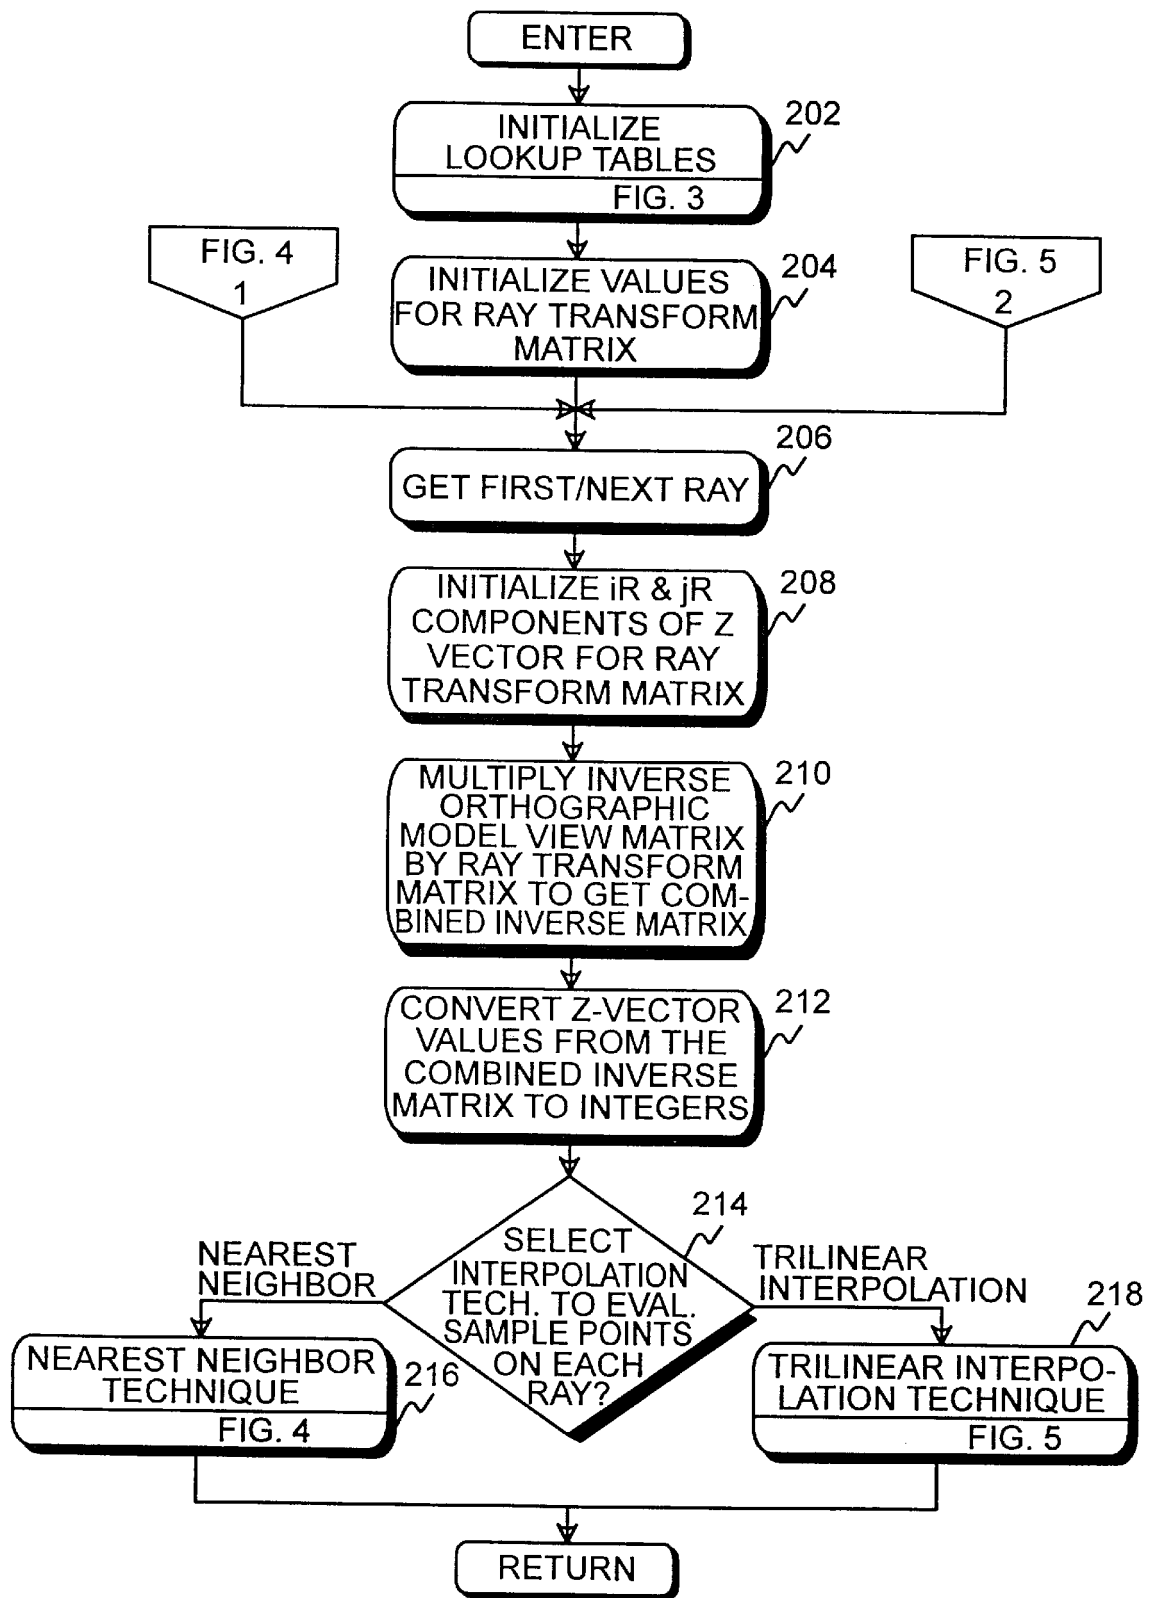 ENTER
202
INITIALIZE
LOOKUP TABLES
FIG. 3
FIG. 4
1
204
INITIALIZE VALUES
FOR RAY TRANSFORM
MATRIX
FIG. 5
2
206
GET FIRST/NEXT RAY
208
INITIALIZE iR & jR
COMPONENTS OF Z
VECTOR FOR RAY
TRANSFORM MATRIX
210
MULTIPLY INVERSE
ORTHOGRAPHIC
MODEL VIEW MATRIX
BY RAY TRANSFORM
MATRIX TO GET COM-
BINED INVERSE MATRIX
212
CONVERT Z-VECTOR
VALUES FROM THE
COMBINED INVERSE
MATRIX TO INTEGERS
214
SELECT
INTERPOLATION
TECH. TO EVAL.
SAMPLE POINTS
ON EACH
RAY?
NEAREST
NEIGHBOR
TRILINEAR
INTERPOLATION
NEAREST NEIGHBOR
TECHNIQUE
FIG. 4
216
218
TRILINEAR INTERPO-
LATION TECHNIQUE
FIG. 5
RETURN